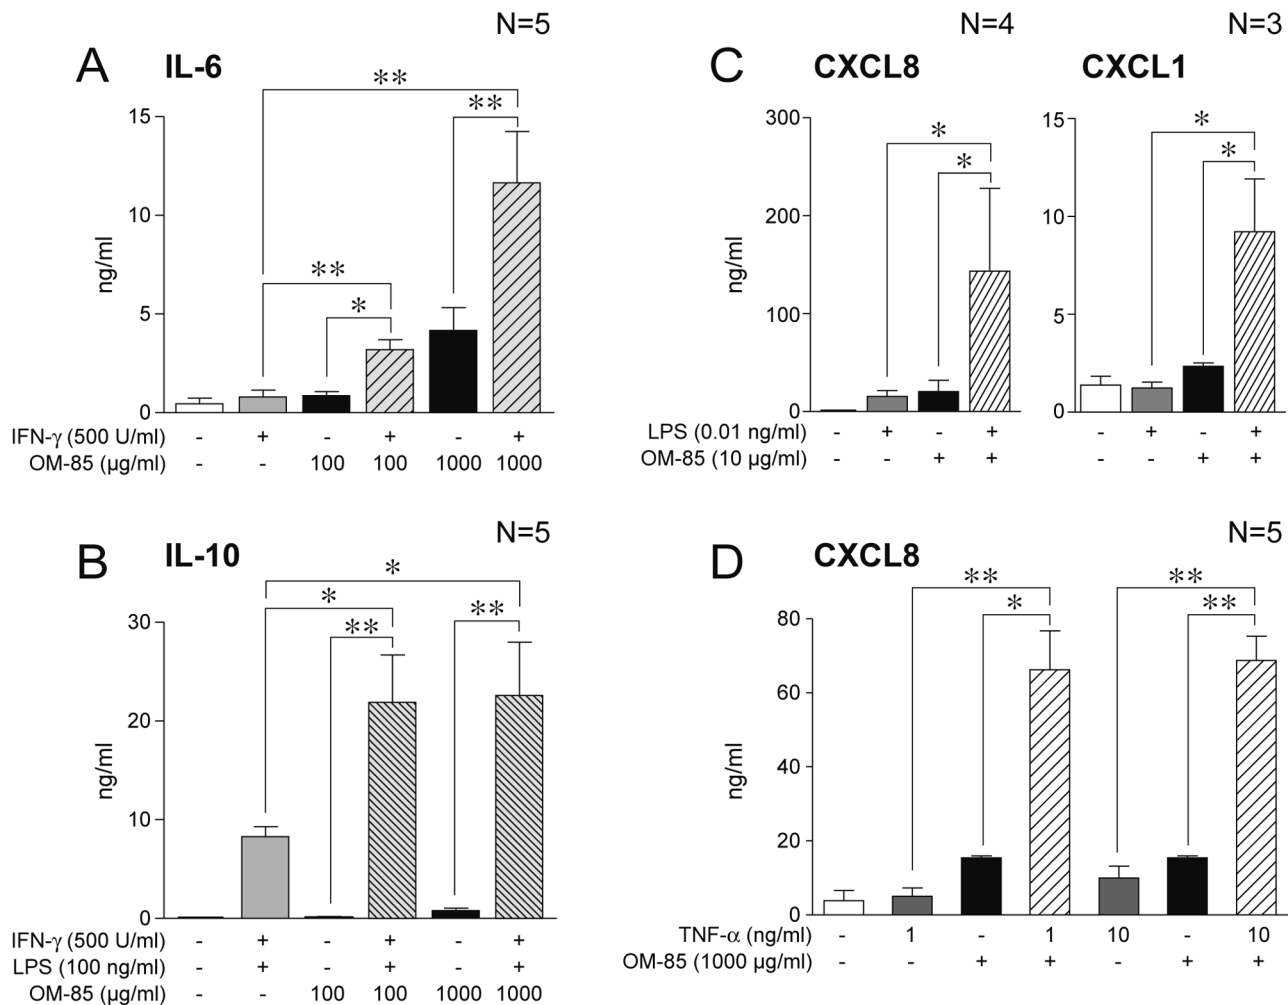 N=5
A IL-6
** 
**
**
*
15
10
5
0
ng/ml
IFN-γ (500 U/ml) - + - + - +
OM-85 (µg/ml) - - 100 100 1000 1000
N=4
C CXCL8
*
*
300
200
100
0
ng/ml
LPS (0.01 ng/ml) - + - +
OM-85 (10 µg/ml) - - + +
N=3
CXCL1
*
*
15
10
5
0
- + - +
- - + +
N=5
B IL-10
*
*
**
**
30
20
10
0
ng/ml
IFN-γ (500 U/ml) - + - + - +
LPS (100 ng/ml) - + - + - +
OM-85 (µg/ml) - - 100 100 1000 1000
N=5
D CXCL8
** **
* **
80
60
40
20
0
ng/ml
TNF-α (ng/ml) - 1 - 1 10 - 10
OM-85 (1000 µg/ml) - - + + - + +